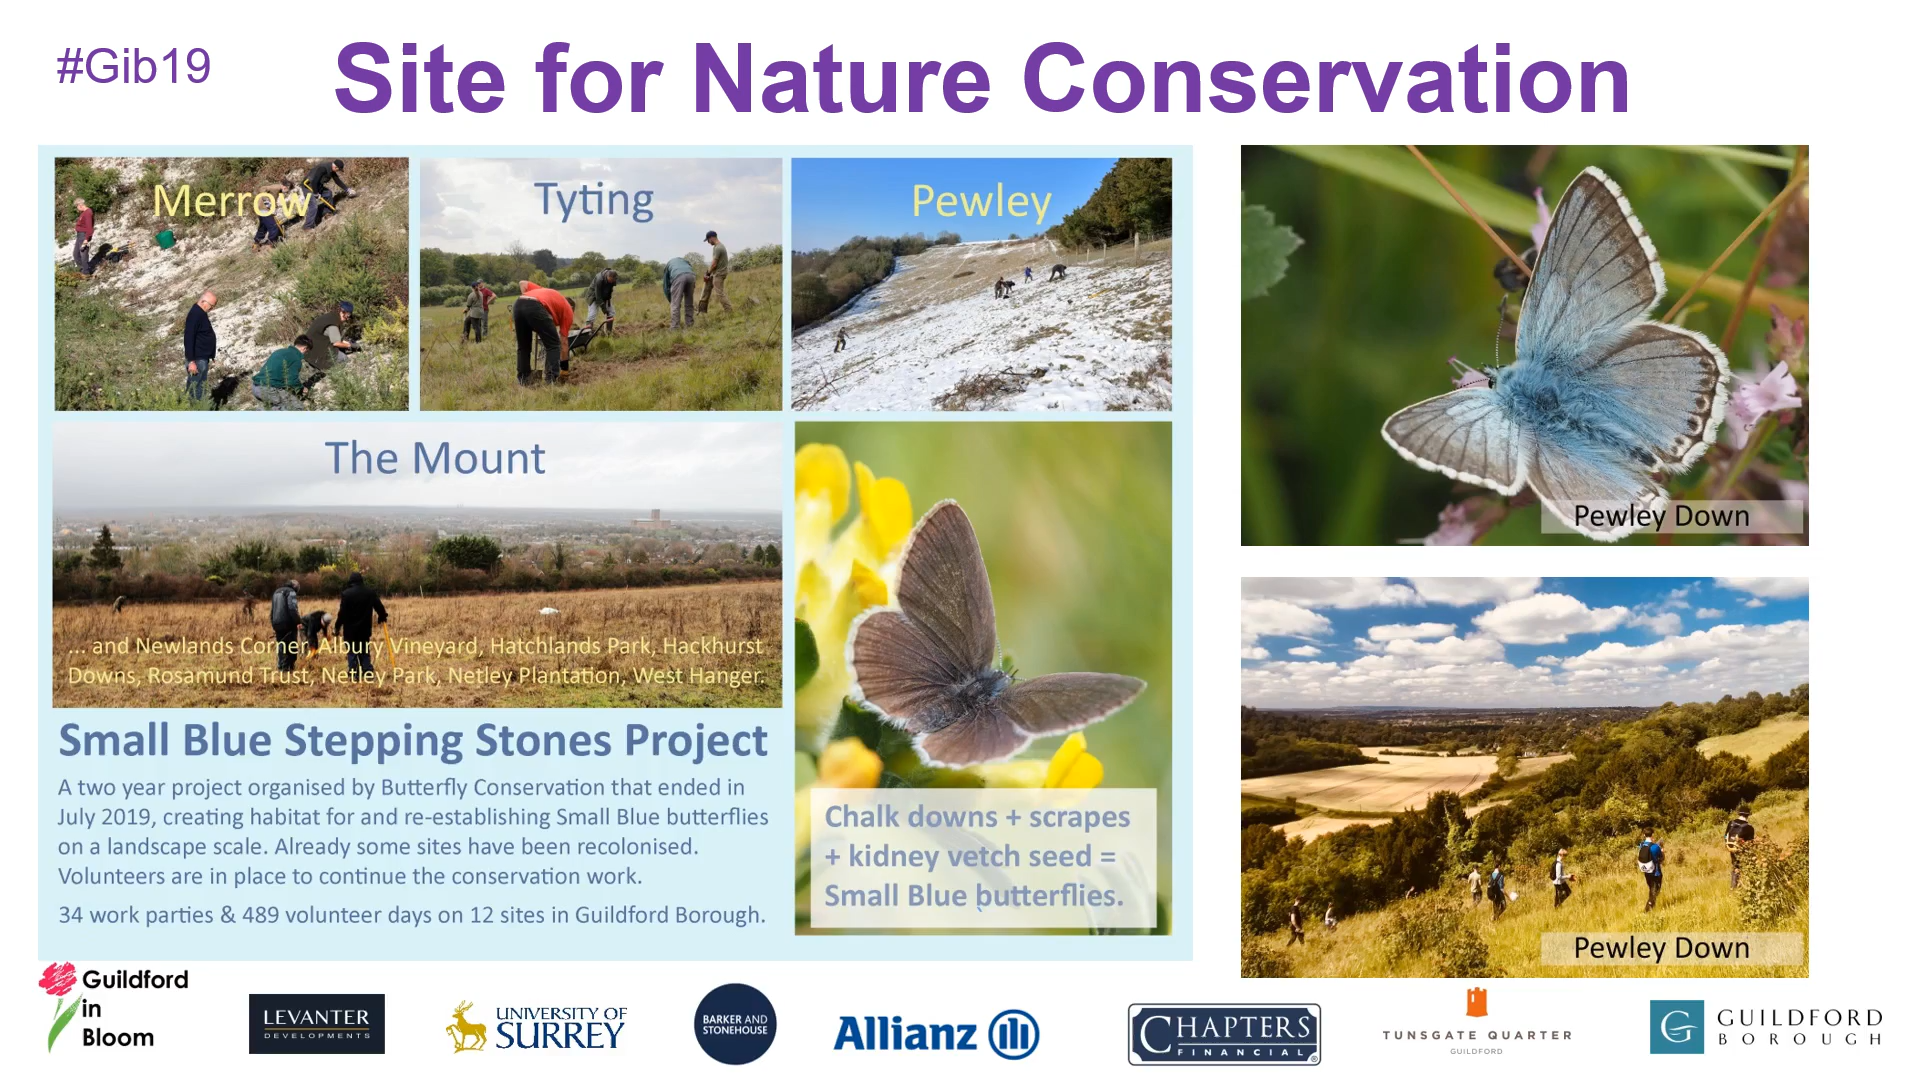 #Gib19
Site for Nature Conservation
Merrow
Tyting
Pewley
The Mount
... and Newlands Corner, Albury Vineyard, Hatchlands Park, Hackhurst
Downs, Rosamund Trust, Netley Park, Netley Plantation, West Hanger.
Small Blue Stepping Stones Project
A two year project organised by Butterfly Conservation that ended in
July 2019, creating habitat for and re-establishing Small Blue butterflies
on a landscape scale. Already some sites have been recolonised.
Volunteers are in place to continue the conservation work.
34 work parties & 489 volunteer days on 12 sites in Guildford Borough.
Chalk downs + scrapes
+ kidney vetch seed =
Small Blue butterflies.
Pewley Down
Pewley Down
Guildford
in
Bloom
LEVANTER
DEVELOPMENTS
UNIVERSITY OF
SURREY
BARKER AND
STONEHOUSE
Allianz
CHAPTERS
FINANCIAL
TUNSGATE QUARTER
GUILDFORD
G
GUILDFORD
BOROUGH